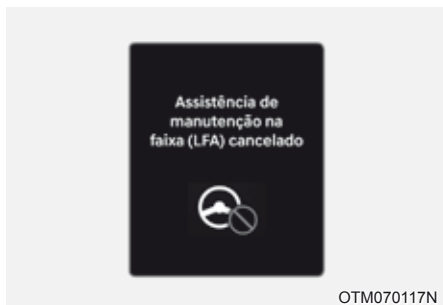 Assistência de
manutenção na
faixa (LFA) cancelado
OTM070117N